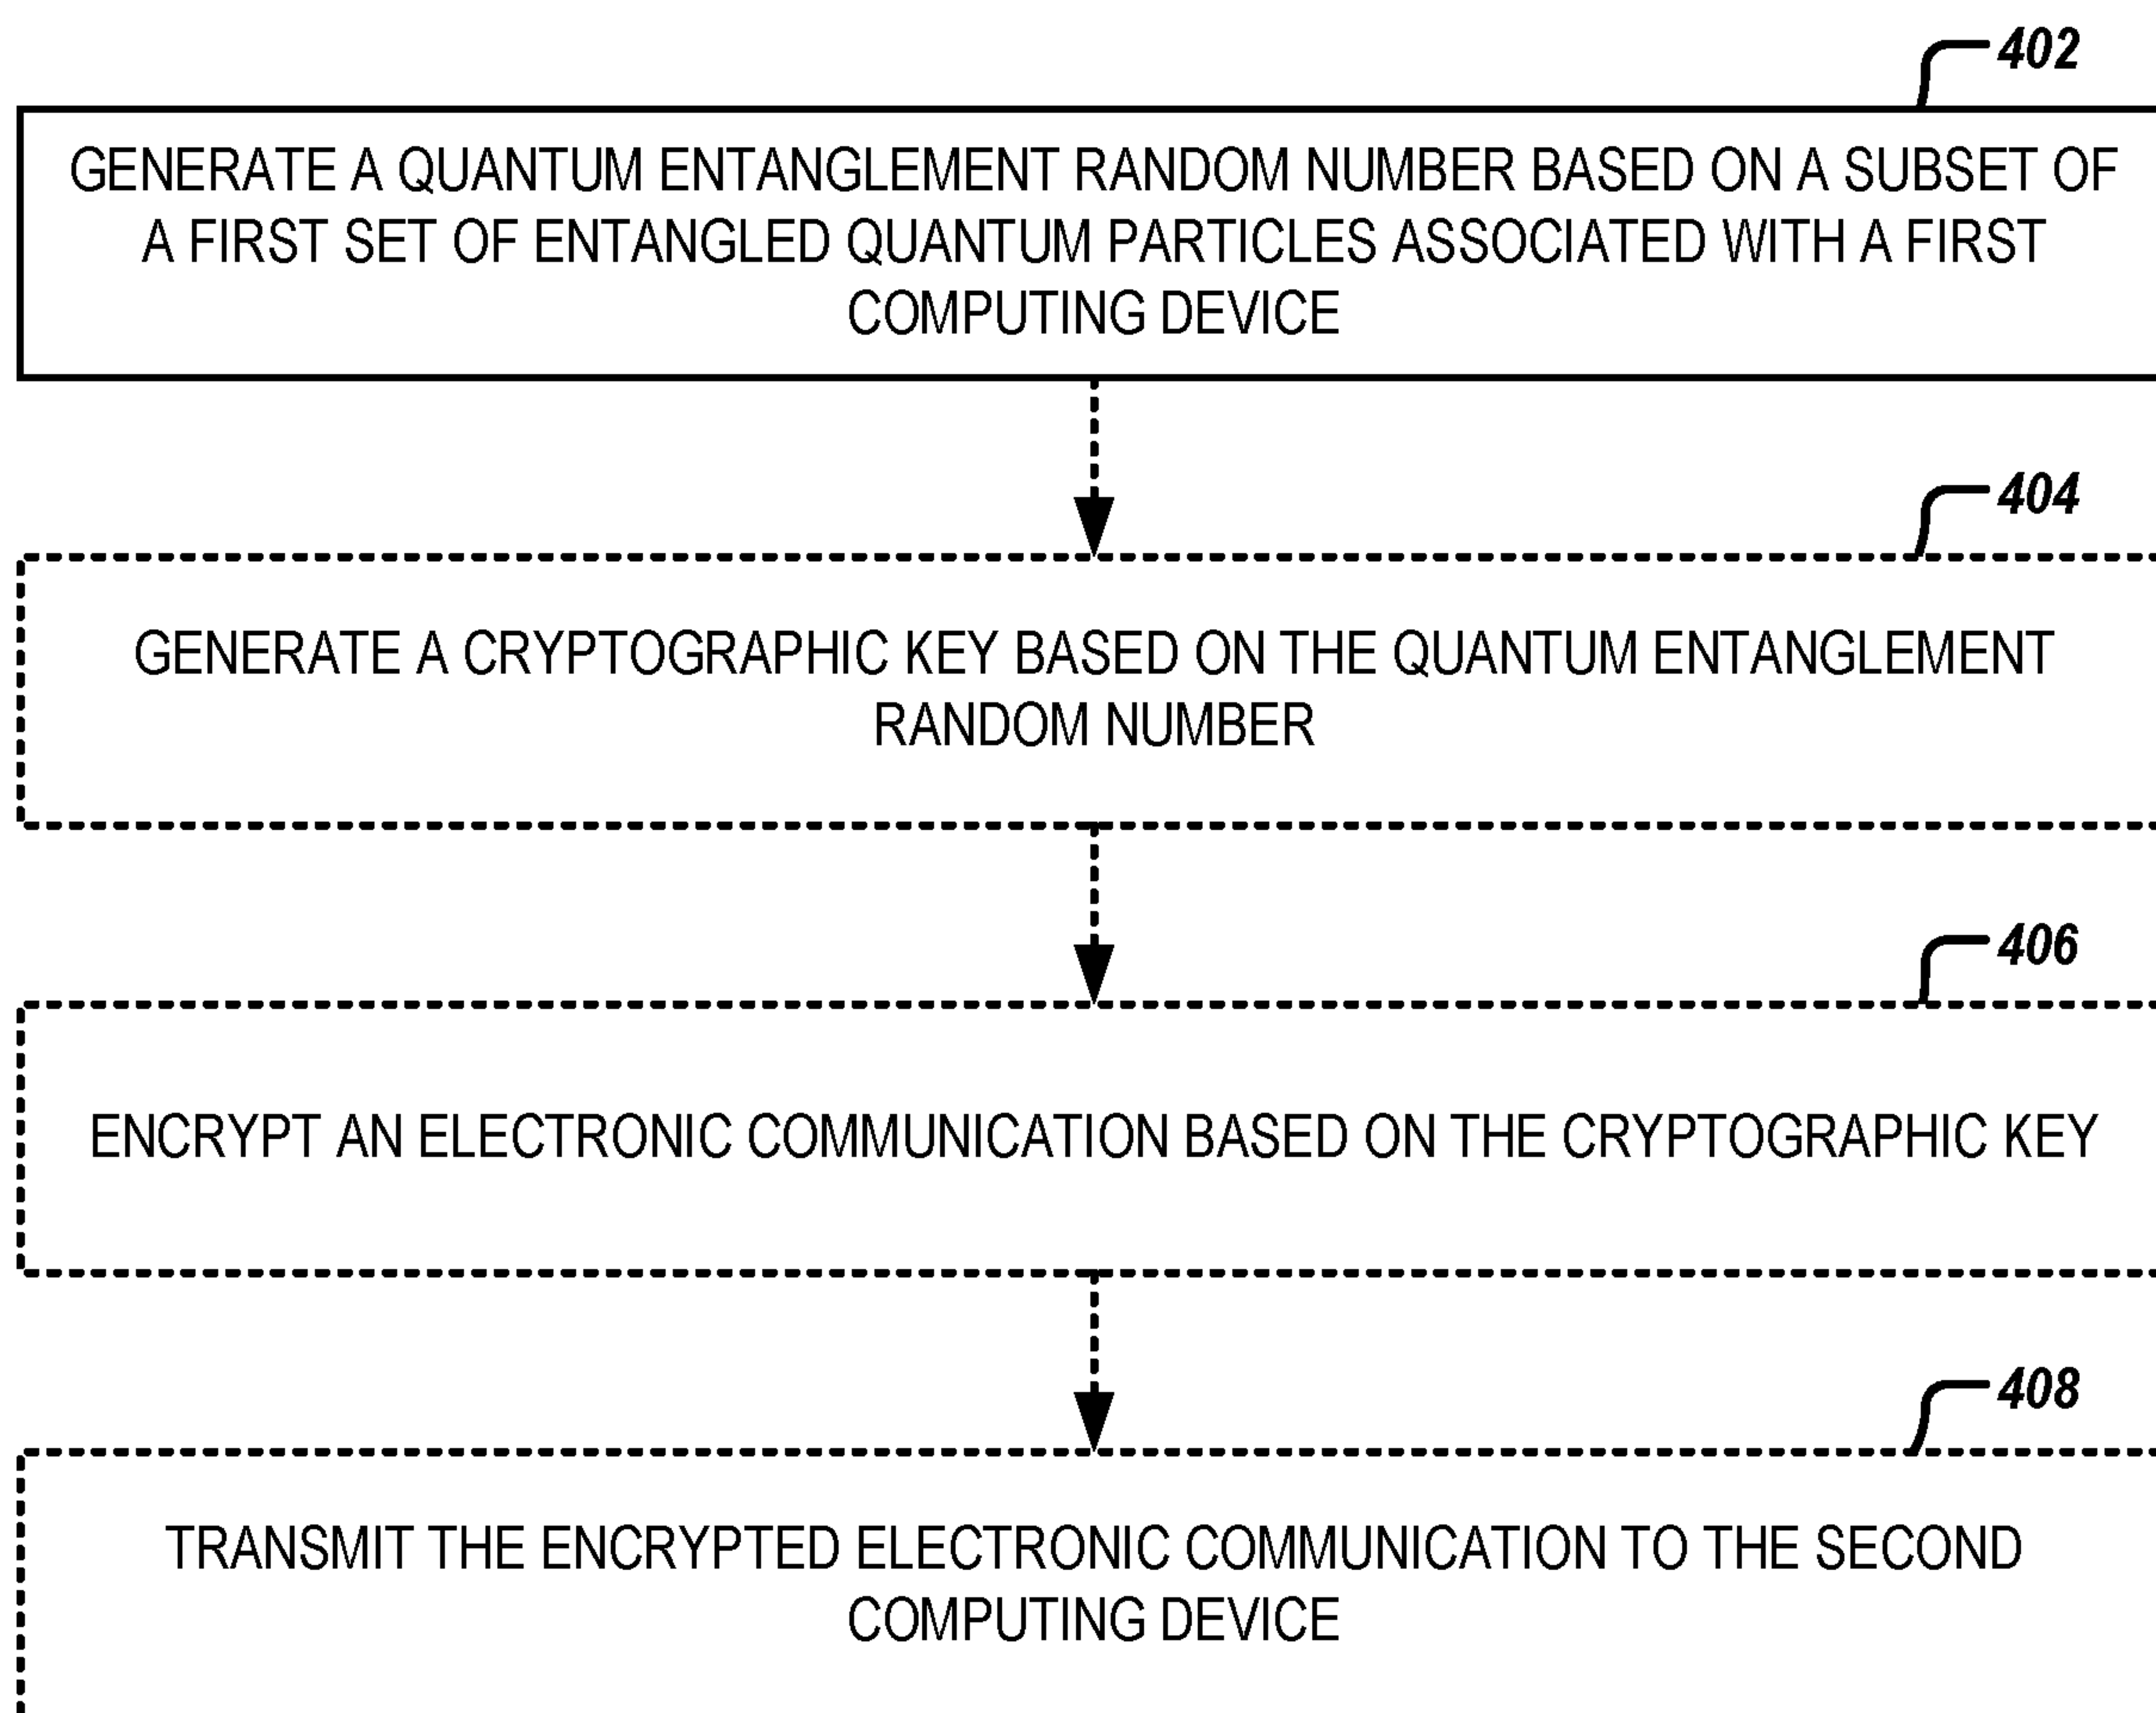 402
GENERATE A QUANTUM ENTANGLEMENT RANDOM NUMBER BASED ON A SUBSET OF
A FIRST SET OF ENTANGLED QUANTUM PARTICLES ASSOCIATED WITH A FIRST
COMPUTING DEVICE
404
GENERATE A CRYPTOGRAPHIC KEY BASED ON THE QUANTUM ENTANGLEMENT
RANDOM NUMBER
406
ENCRYPT AN ELECTRONIC COMMUNICATION BASED ON THE CRYPTOGRAPHIC KEY
408
TRANSMIT THE ENCRYPTED ELECTRONIC COMMUNICATION TO THE SECOND
COMPUTING DEVICE